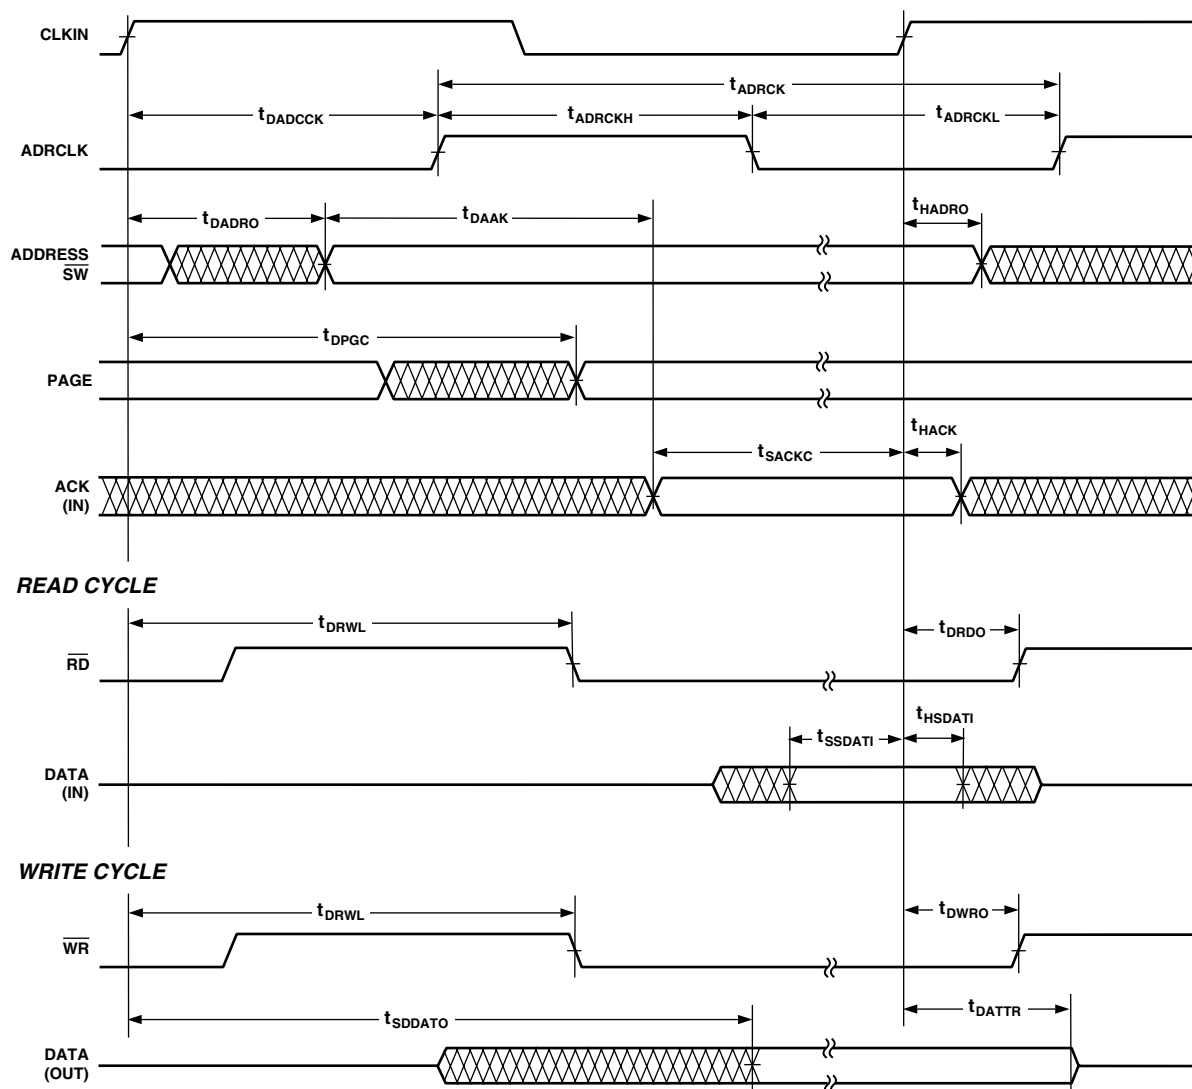 CLKIN
tADRCK
tDADCCK
tADRCKH
tADRCKL
ADRCLK
tDADRO
tDAAK
tHADRO
ADDRESS
SW
tDPGC
PAGE
tHACK
tSACKC
ACK
(IN)
READ CYCLE
tDRWL
tDRDO
RD
tHSDATI
tSSDATI
DATA
(IN)
WRITE CYCLE
tDRWL
tDWRO
WR
tDATTR
tSDDATO
DATA
(OUT)